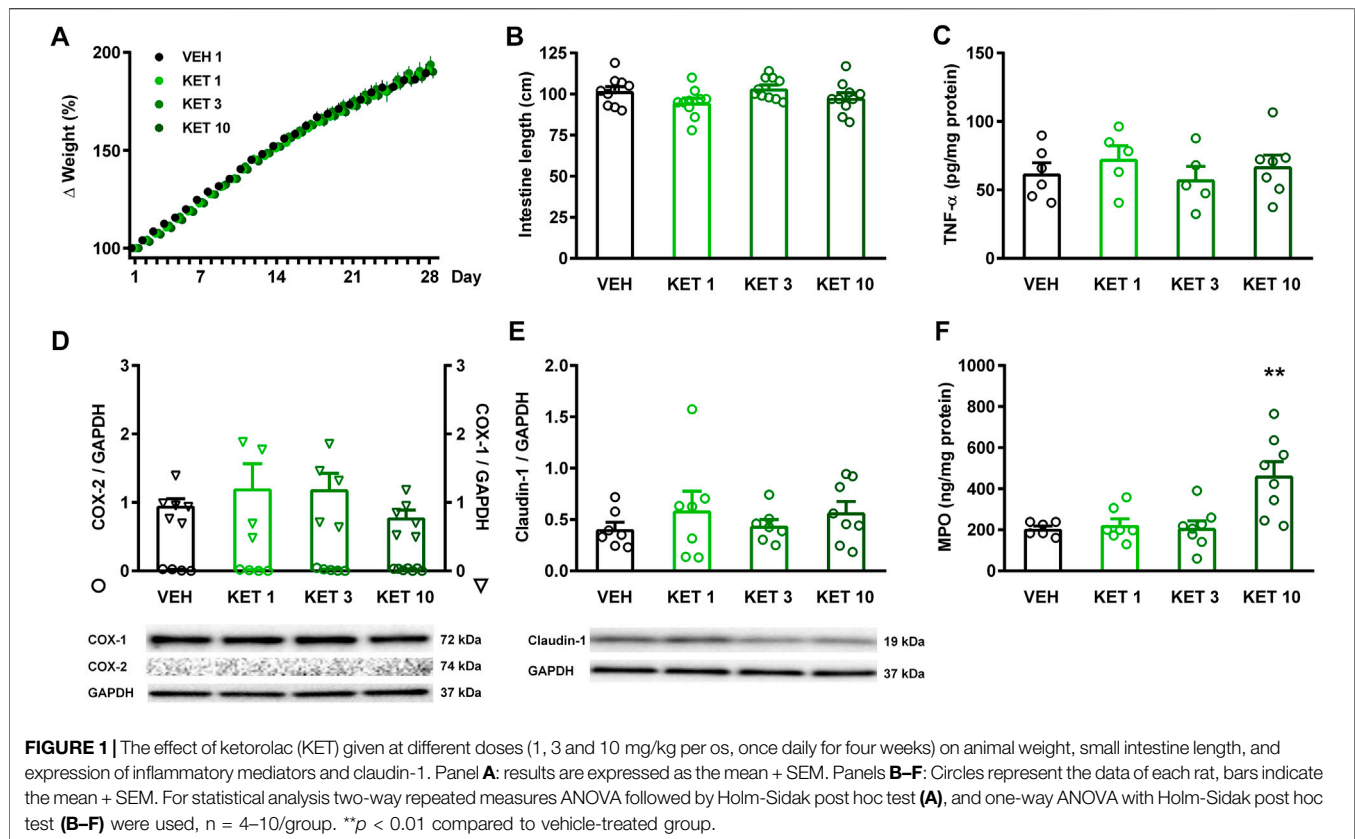 A
VEH 1
KET 1
KET 3
KET 10
200
150
100
Δ Weight (%)
1 7 14 21 28 Day
B
125
100
75
50
25
0
Intestine length (cm)
VEH KET 1 KET 3 KET 10
C
150
100
50
0
TNF-α (pg/mg protein)
VEH KET 1 KET 3 KET 10
D
3
2
1
0
COX-2 / GAPDH
3
2
1
0
COX-1 / GAPDH
VEH KET 1 KET 3 KET 10
COX-1 72 kDa
COX-2 74 kDa
GAPDH 37 kDa
E
2.0
1.5
1.0
0.5
0.0
Claudin-1 / GAPDH
VEH KET 1 KET 3 KET 10
Claudin-1 19 kDa
GAPDH 37 kDa
F
1000
800
600
400
200
0
MPO (ng/mg protein)
**
VEH KET 1 KET 3 KET 10
FIGURE 1 | The effect of ketorolac (KET) given at different doses (1, 3 and 10 mg/kg per os, once daily for four weeks) on animal weight, small intestine length, and
expression of inflammatory mediators and claudin-1. Panel A: results are expressed as the mean + SEM. Panels B–F: Circles represent the data of each rat, bars indicate
the mean + SEM. For statistical analysis two-way repeated measures ANOVA followed by Holm-Sidak post hoc test (A), and one-way ANOVA with Holm-Sidak post hoc
test (B–F) were used, n = 4–10/group. **p < 0.01 compared to vehicle-treated group.